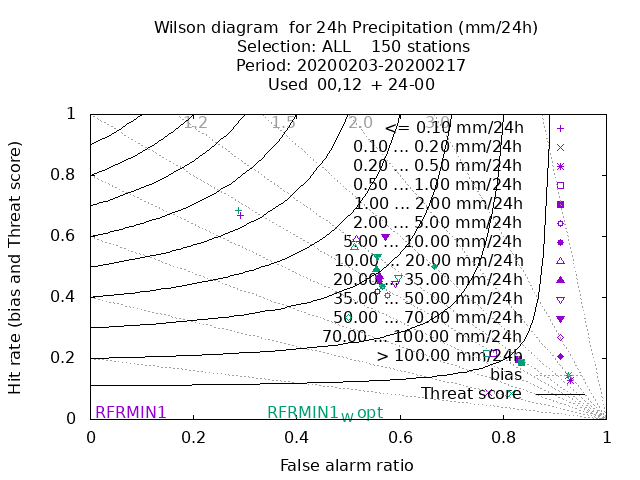 Wilson diagram  for 24h Precipitation (mm/24h)
Selection: ALL    150 stations
Period: 20200203-20200217
Used  00,12  + 24-00
Hit rate (bias and Threat score)
1
0.8
0.6
0.4
0.2
0
1.2
1.5
2.0
3.0
<= 0.10 mm/24h
0.10 ... 0.20 mm/24h
0.20 ... 0.50 mm/24h
0.50 ... 1.00 mm/24h
1.00 ... 2.00 mm/24h
2.00 ... 5.00 mm/24h
5.00 ... 10.00 mm/24h
10.00 ... 20.00 mm/24h
20.00 ... 35.00 mm/24h
35.00 ... 50.00 mm/24h
50.00 ... 70.00 mm/24h
70.00 ... 100.00 mm/24h
> 100.00 mm/24h
bias
Threat score
RFRMIN1
RFRMIN1_W opt
0
0.2
0.4
0.6
0.8
1
False alarm ratio